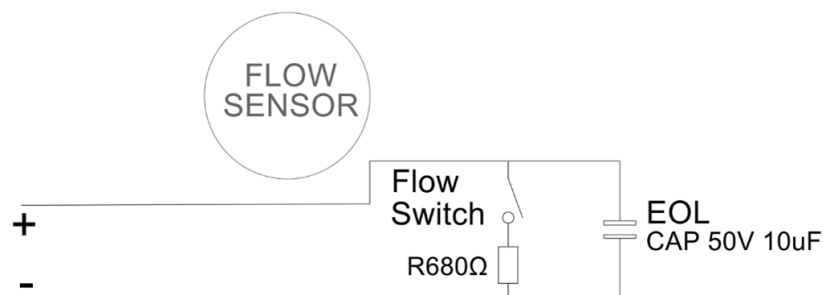 FLOW
SENSOR
Flow
Switch
+
EOL
CAP 50V 10uF
R680Ω
-